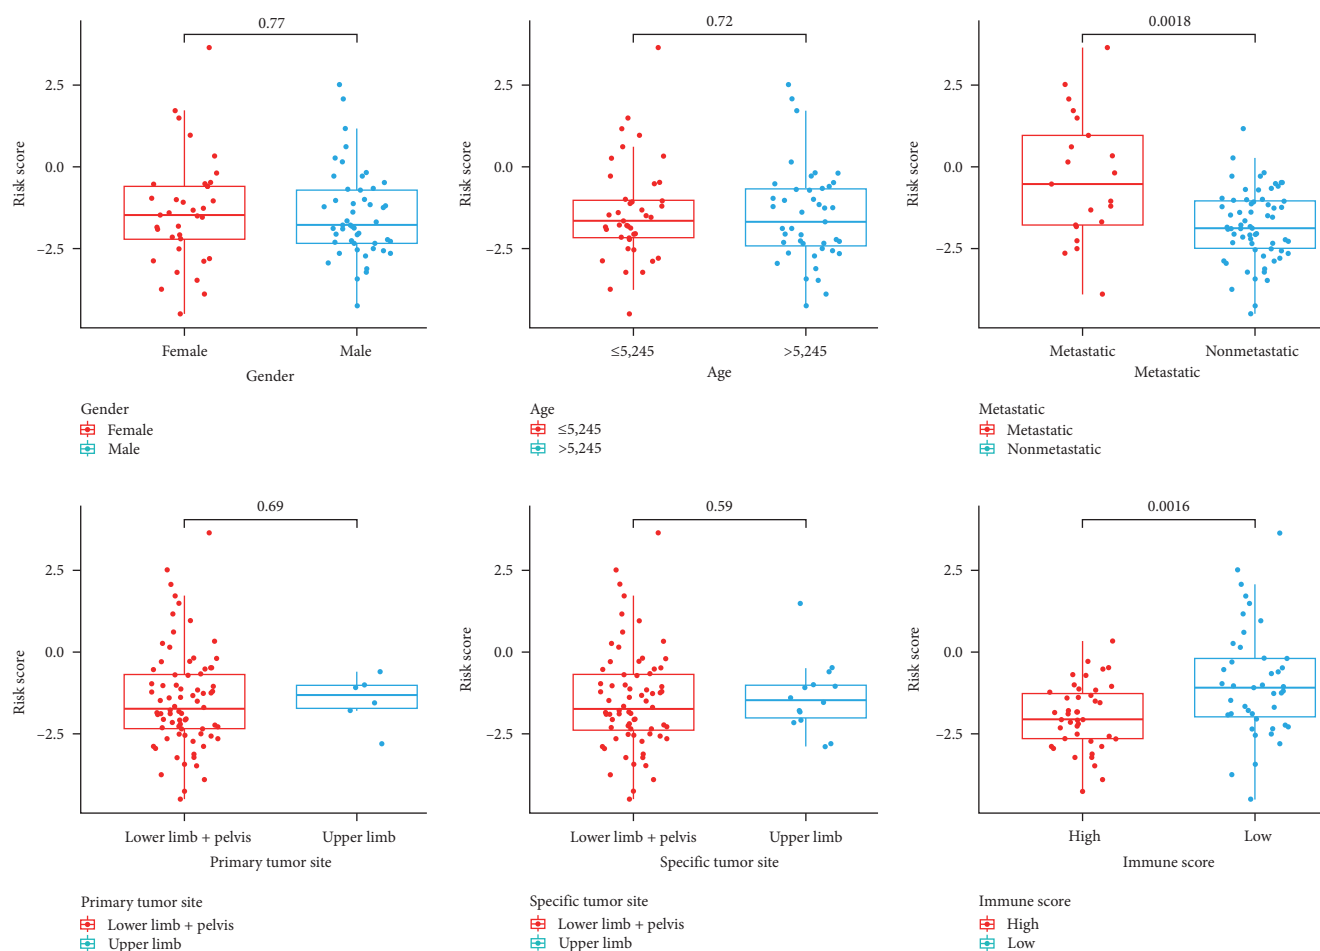 0.77
Risk score
2.5
0.0
−2.5
Female
Male
Gender
Gender
Female
Male
0.72
Risk score
2.5
0.0
−2.5
≤5,245
>5,245
Age
Age
≤5,245
>5,245
0.0018
Risk score
2.5
0.0
−2.5
Metastatic
Nonmetastatic
Metastatic
Metastatic
Metastatic
Nonmetastatic
0.69
Risk score
2.5
0.0
−2.5
Lower limb + pelvis
Upper limb
Primary tumor site
Primary tumor site
Lower limb + pelvis
Upper limb
0.59
Risk score
2.5
0.0
−2.5
Lower limb + pelvis
Upper limb
Specific tumor site
Specific tumor site
Lower limb + pelvis
Upper limb
0.0016
Risk score
2.5
0.0
−2.5
High
Low
Immune score
Immune score
High
Low